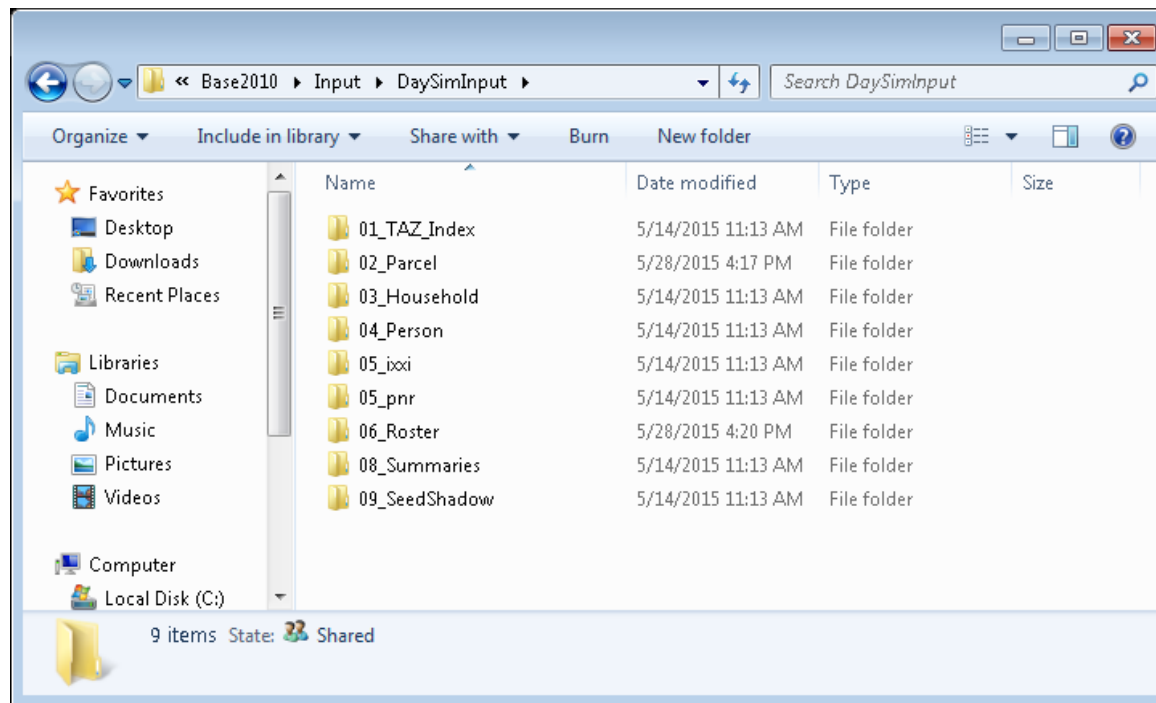 « Base2010 ▸ Input ▸ DaySimInput ▸ Search DaySimInput
Organize Include in library Share with Burn New folder
Favorites
Desktop
Downloads
Recent Places
Libraries
Documents
Music
Pictures
Videos
Computer
Local Disk (C:)
Name Date modified Type Size
01_TAZ_Index 5/14/2015 11:13 AM File folder
02_Parcel 5/28/2015 4:17 PM File folder
03_Household 5/14/2015 11:13 AM File folder
04_Person 5/14/2015 11:13 AM File folder
05_ixxi 5/14/2015 11:13 AM File folder
05_pnr 5/14/2015 11:13 AM File folder
06_Roster 5/28/2015 4:20 PM File folder
08_Summaries 5/14/2015 11:13 AM File folder
09_SeedShadow 5/14/2015 11:13 AM File folder
9 items State: Shared